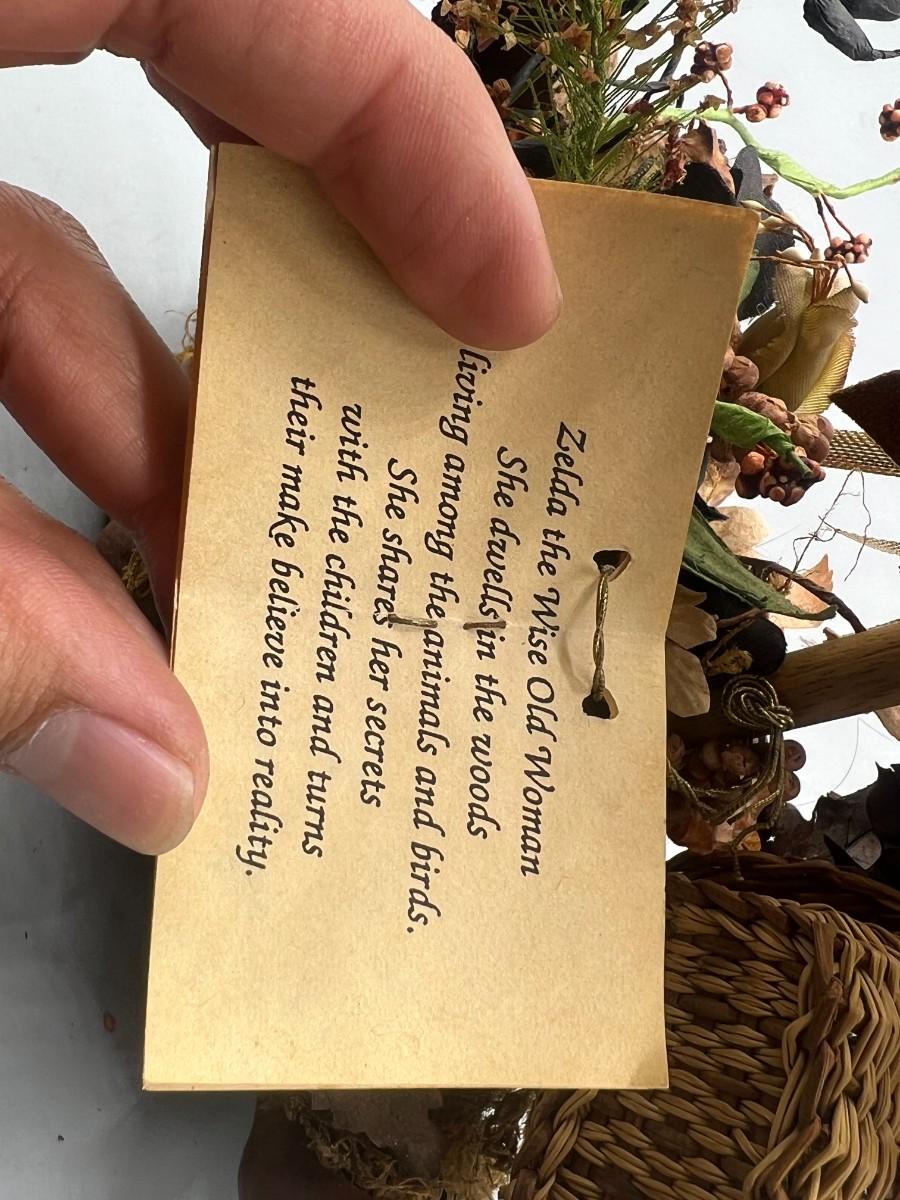 Zelda the Wise Old Woman
She dwells in the woods
living among the animals and birds.
She shares her secrets
with the children and turns
their make believe into reality.